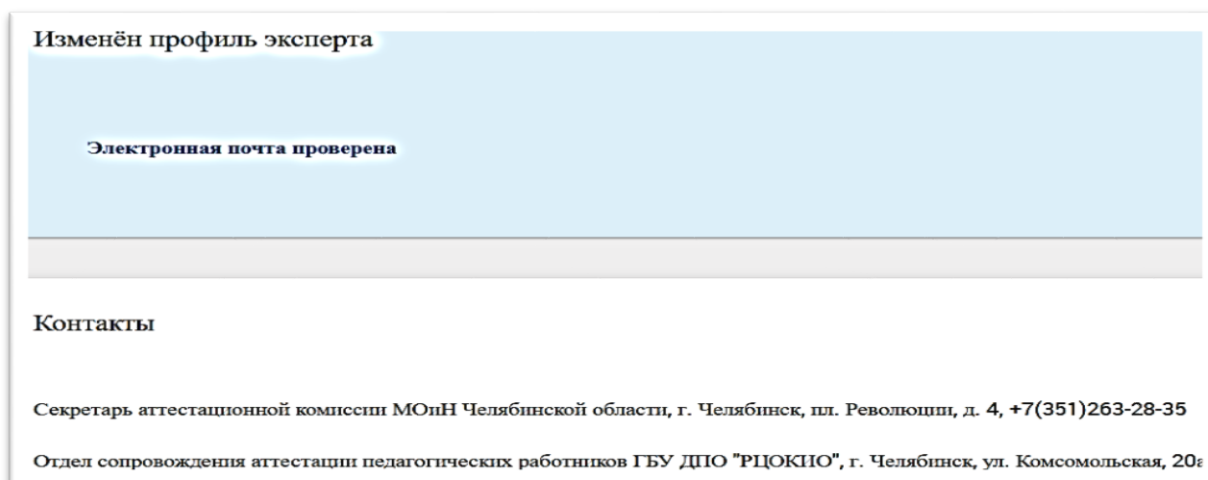 Изменён профиль эксперта
Электронная почта проверена
Контакты
Секретарь аттестационной комиссии МОиН Челябинской области, г. Челябинск, пл. Революции, д. 4, +7(351)263-28-35
Отдел сопровождения аттестации педагогических работников ГБУ ДПО "РЦОКИО", г. Челябинск, ул. Комсомольская, 20а